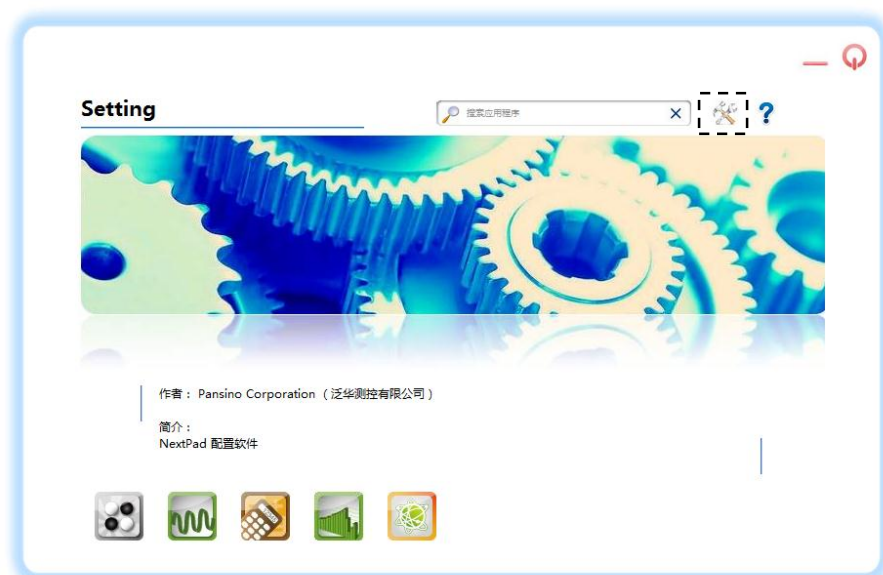 Setting
搜索应用程序
?
作者： Pansino Corporation （泛华测控有限公司）
简介：
NextPad 配置软件